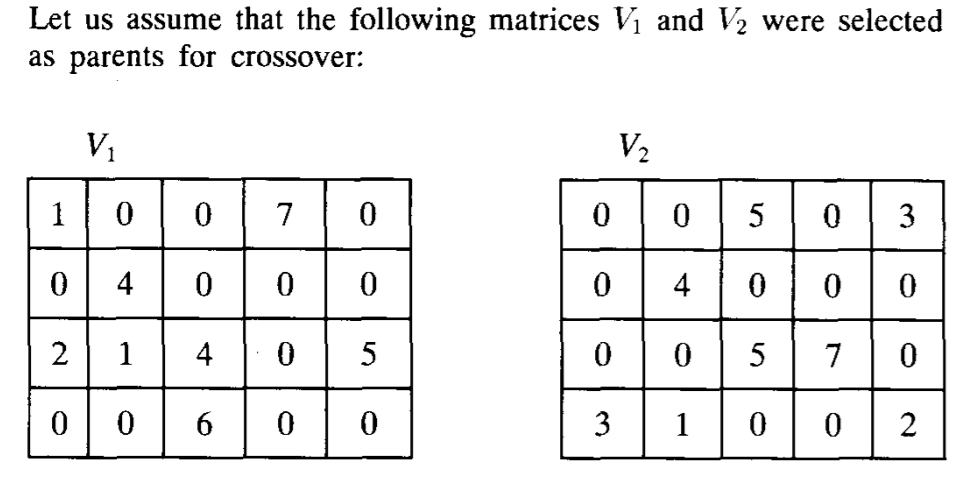 Let us assume that the following matrices V₁ and V₂ were selected
as parents for crossover:
V₁
1 0 0 7 0
0 4 0 0 0
2 1 4 0 5
0 0 6 0 0
V₂
0 0 5 0 3
0 4 0 0 0
0 0 5 7 0
3 1 0 0 2